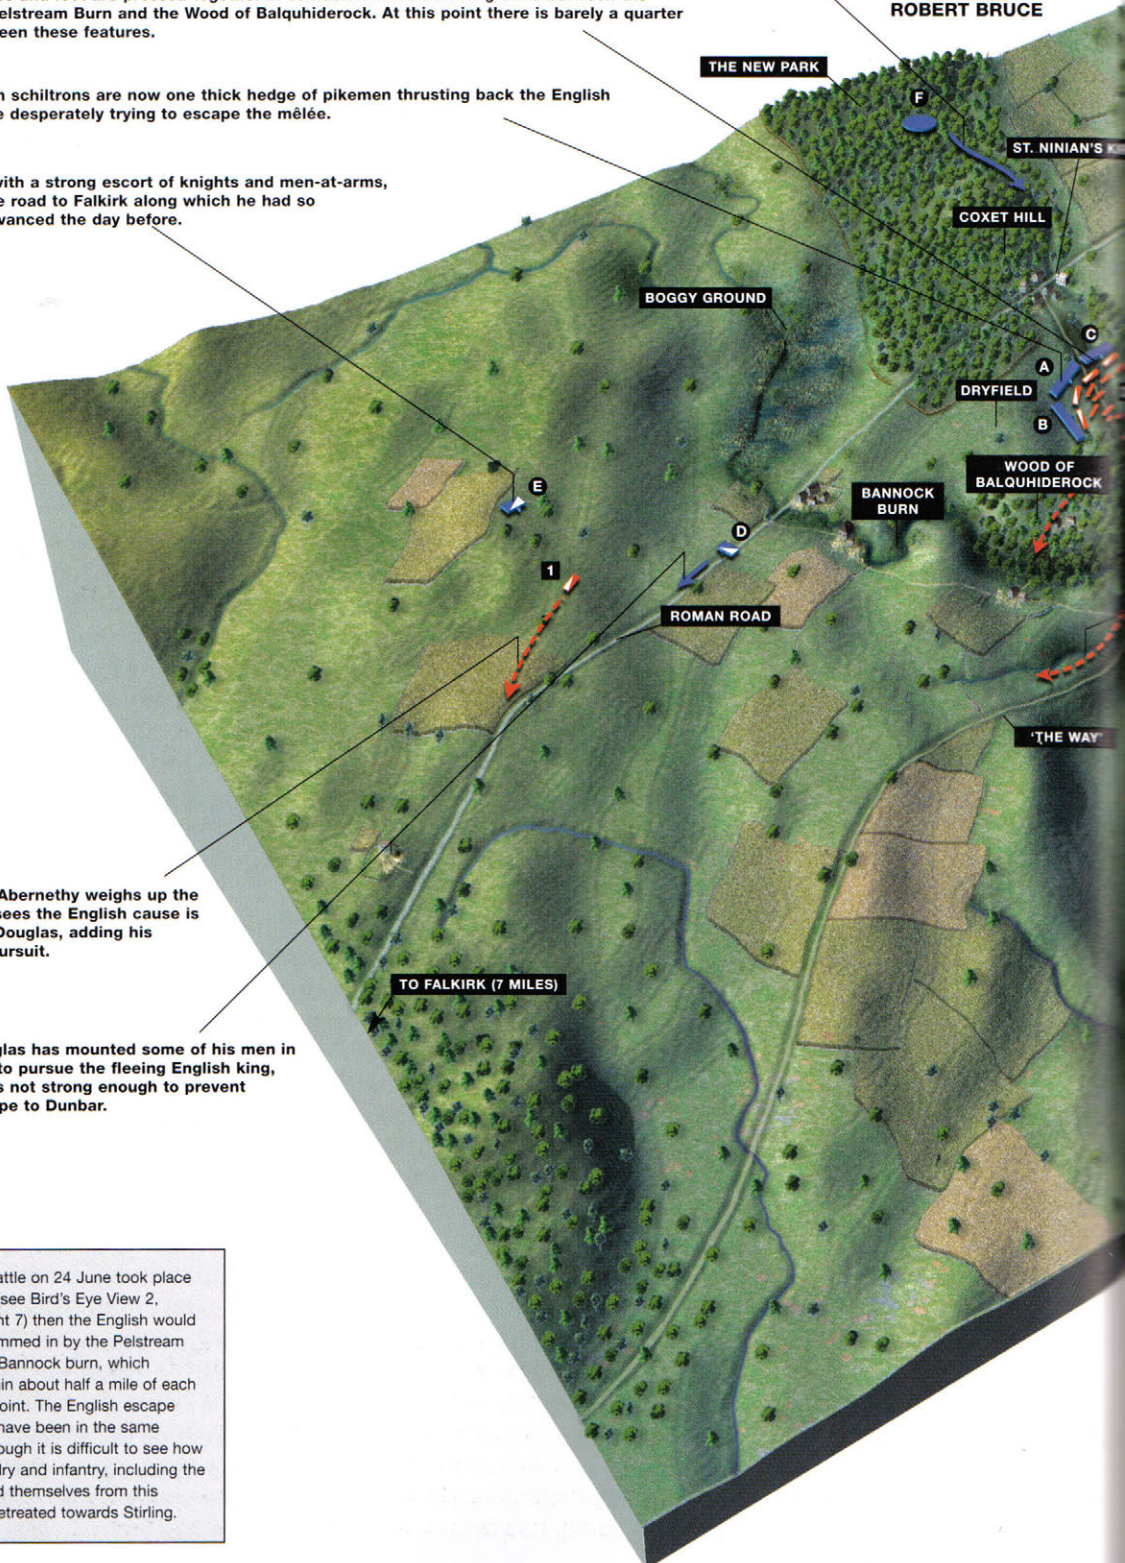 ROBERT BRUCE
elstream Burn and the Wood of Balquhiderock. At this point there is barely a quarter
een these features.
n schiltrons are now one thick hedge of pikemen thrusting back the English
e desperately trying to escape the mêlée.
with a strong escort of knights and men-at-arms,
e road to Falkirk along which he had so
vanced the day before.
THE NEW PARK
F
ST. NINIAN'S
COXET HILL
BOGGY GROUND
C
A
DRYFIELD
B
WOOD OF
BALQUHIDEROCK
BANNOCK
BURN
E
D
1
ROMAN ROAD
'THE WAY'
Abernethy weighs up the
sees the English cause is
Douglas, adding his
ursuit.
TO FALKIRK (7 MILES)
glas has mounted some of his men in
to pursue the fleeing English king,
s not strong enough to prevent
pe to Dunbar.
attle on 24 June took place
see Bird's Eye View 2,
nt 7) then the English would
mmed in by the Pelstream
Bannock burn, which
in about half a mile of each
oint. The English escape
have been in the same
ough it is difficult to see how
lry and infantry, including the
d themselves from this
etreated towards Stirling.